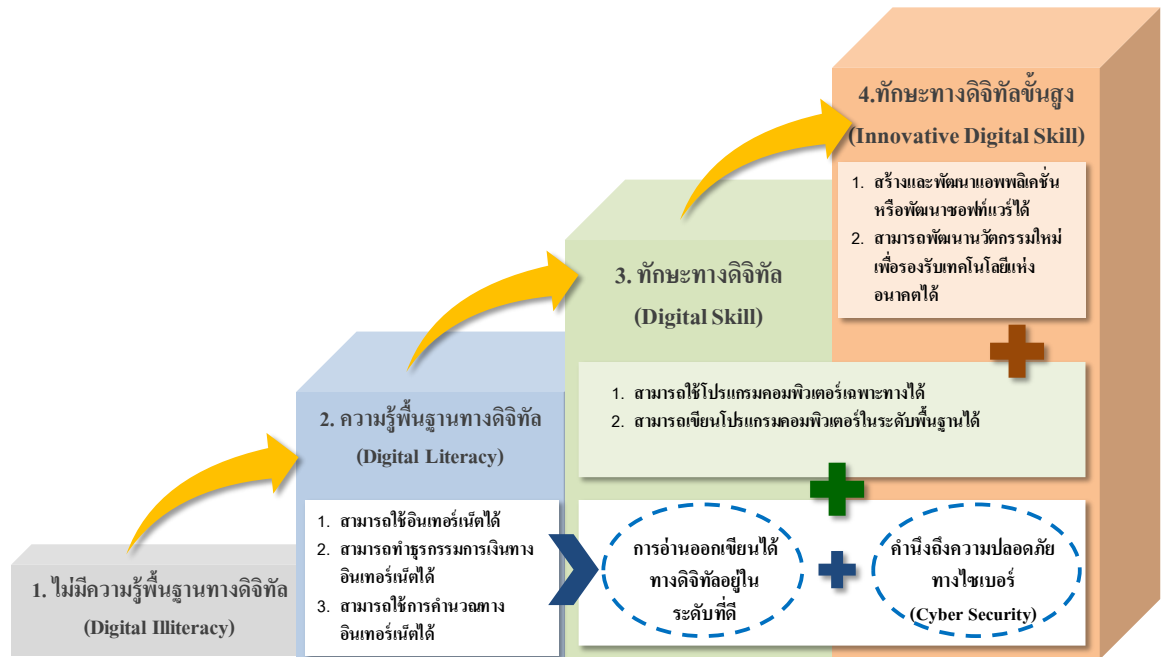 4.ทักษะทางดิจิทัลขั้นสูง
(Innovative Digital Skill)
1. สร้างและพัฒนาแอพพลิเคชั่น
หรือพัฒนาซอฟท์แวร์ได้
2. สามารถพัฒนานวัตกรรมใหม่
เพื่อรองรับเทคโนโลยีแห่ง
อนาคตได้
3. ทักษะทางดิจิทัล
(Digital Skill)
1. สามารถใช้โปรแกรมคอมพิวเตอร์เฉพาะทางได้
2. สามารถเขียนโปรแกรมคอมพิวเตอร์ในระดับพื้นฐานได้
2. ความรู้พื้นฐานทางดิจิทัล
(Digital Literacy)
1. สามารถใช้อินเทอร์เน็ตได้
2. สามารถทำธุรกรรมการเงินทาง
อินเทอร์เน็ตได้
3. สามารถใช้การคำนวณทาง
อินเทอร์เน็ตได้
การอ่านออกเขียนได้
ทางดิจิทัลอยู่ใน
ระดับที่ดี
คำนึงถึงความปลอดภัย
ทางไซเบอร์
(Cyber Security)
1. ไม่มีความรู้พื้นฐานทางดิจิทัล
(Digital Illiteracy)